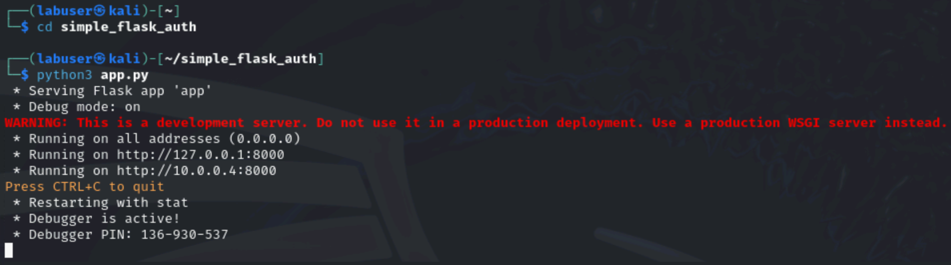 ┌──(labuser㉿kali)-[~]
└─$ cd simple_flask_auth
┌──(labuser㉿kali)-[~/simple_flask_auth]
└─$ python3 app.py
* Serving Flask app 'app'
* Debug mode: on
WARNING: This is a development server. Do not use it in a production deployment. Use a production WSGI server instead.
* Running on all addresses (0.0.0.0)
* Running on http://127.0.0.1:8000
* Running on http://10.0.0.4:8000
Press CTRL+C to quit
* Restarting with stat
* Debugger is active!
* Debugger PIN: 136-930-537